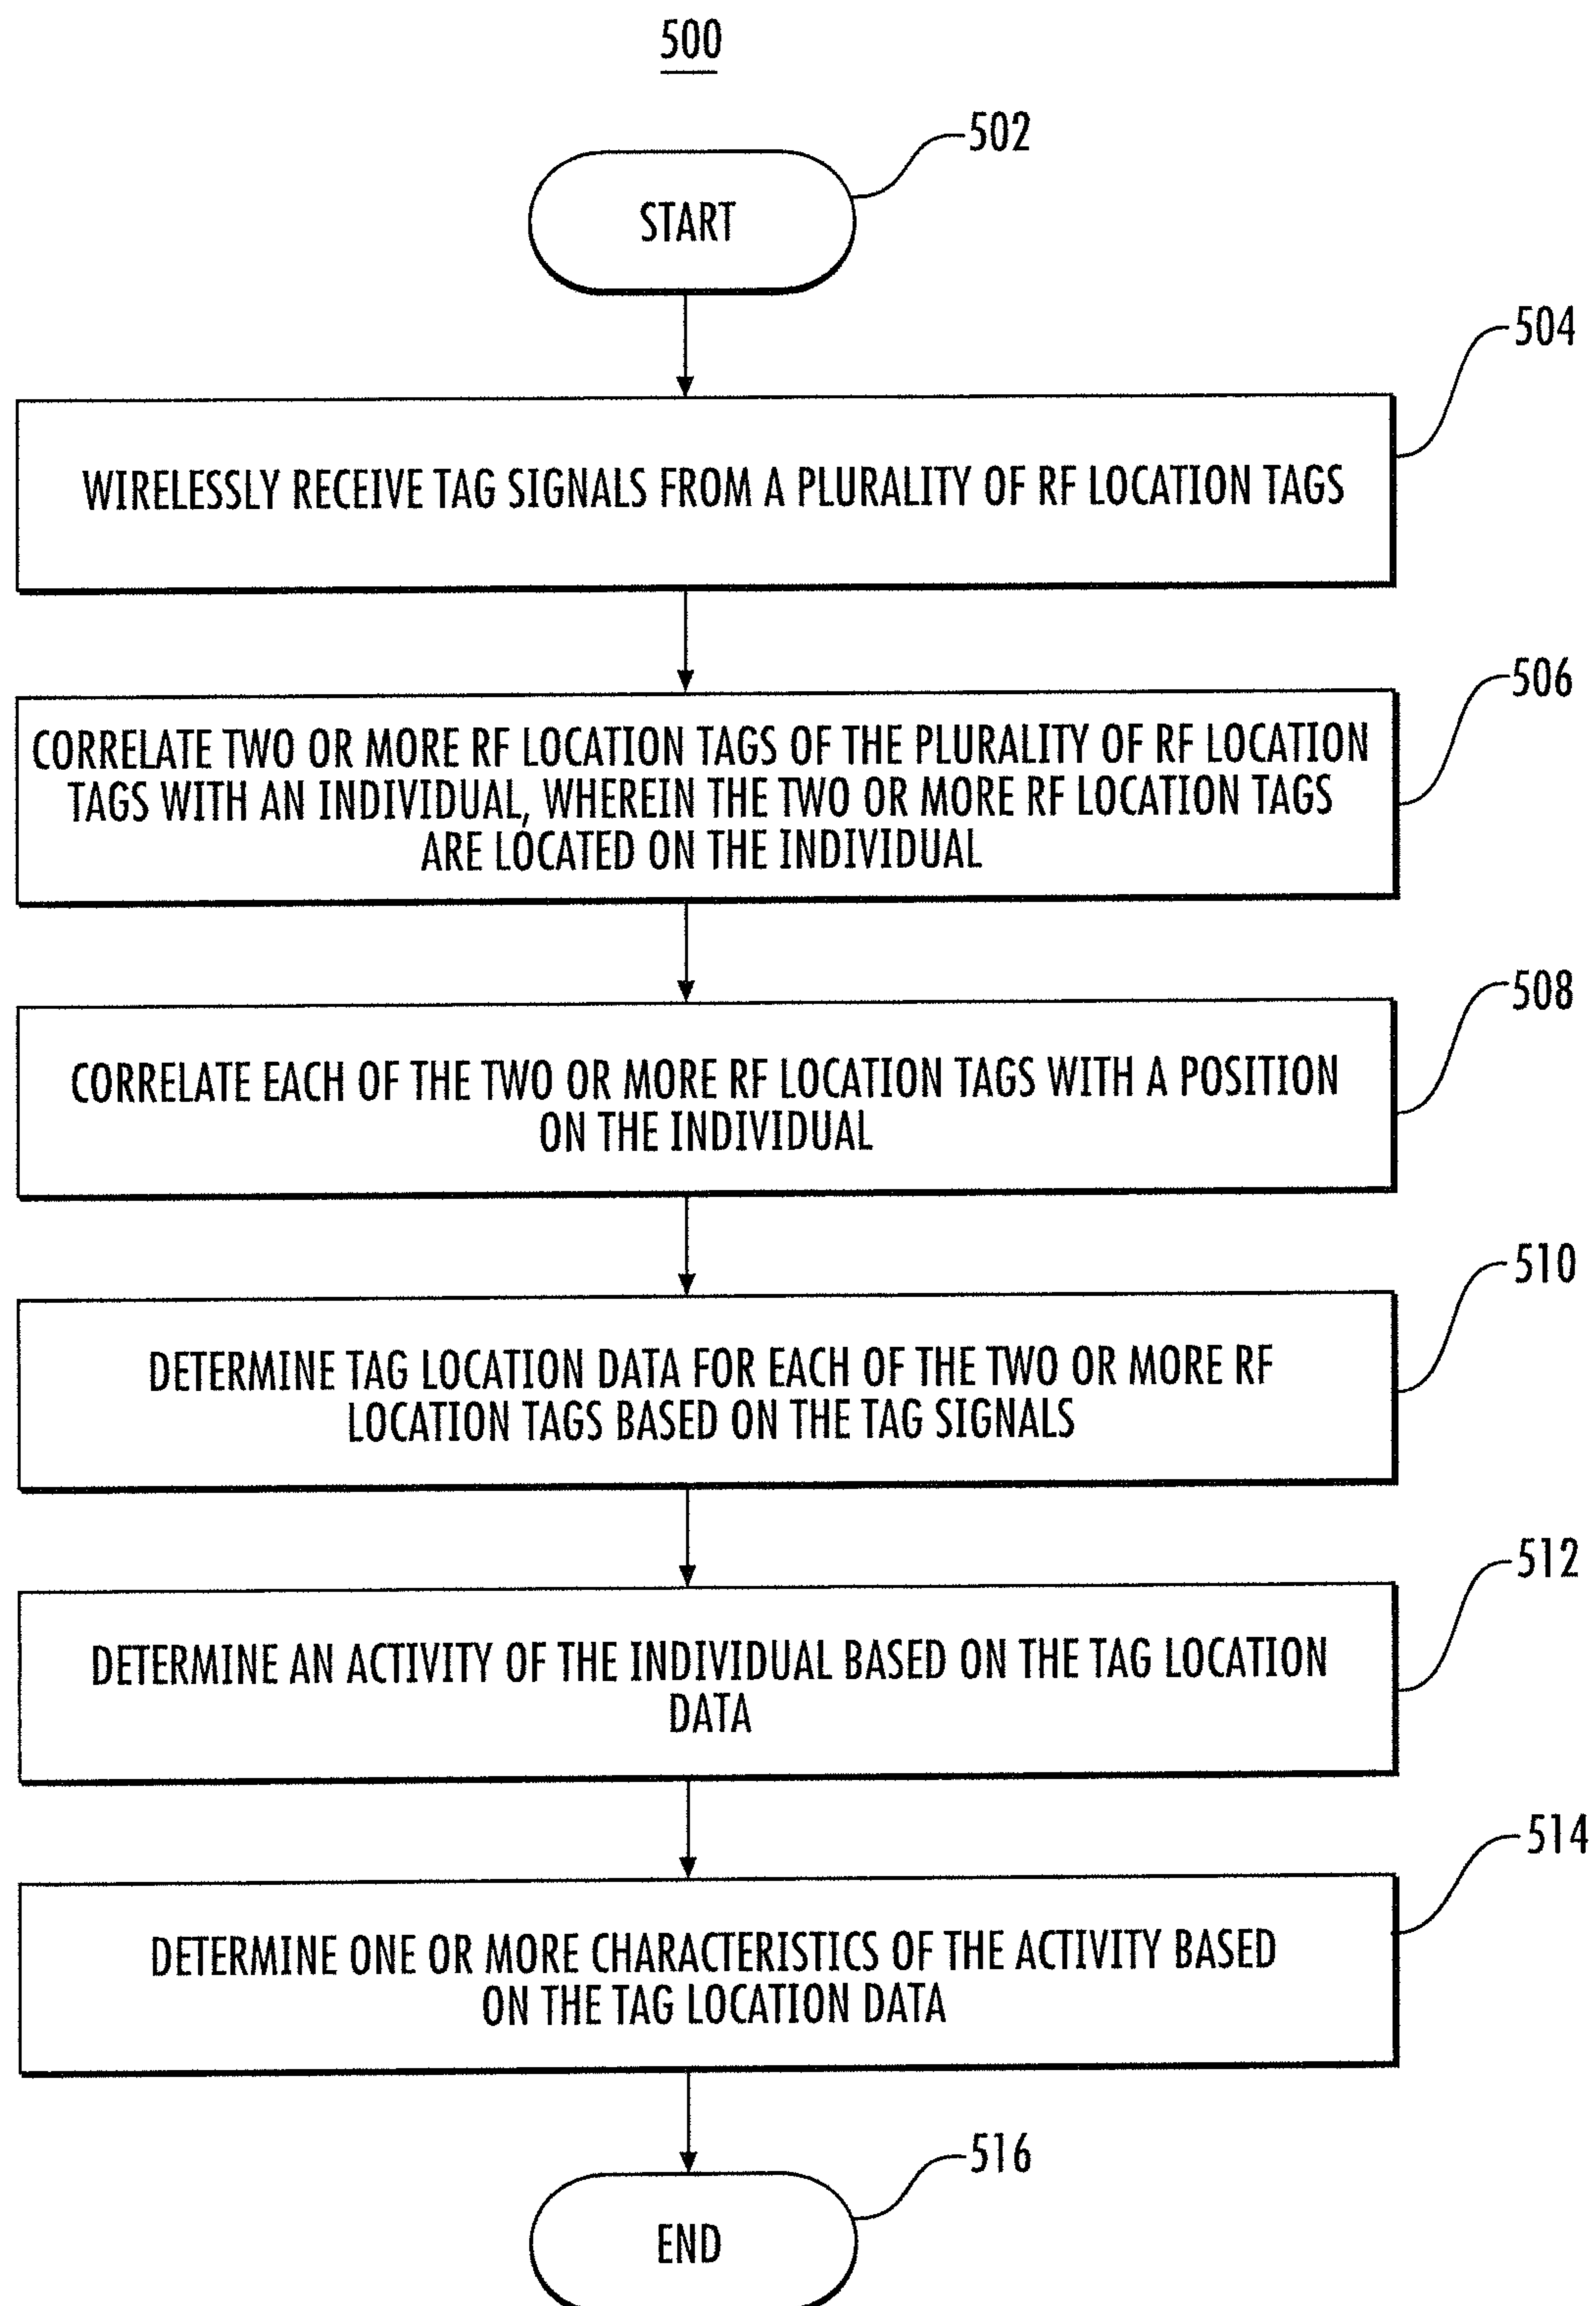 500
502
START
504
WIRELESSLY RECEIVE TAG SIGNALS FROM A PLURALITY OF RF LOCATION TAGS
506
CORRELATE TWO OR MORE RF LOCATION TAGS OF THE PLURALITY OF RF LOCATION
TAGS WITH AN INDIVIDUAL, WHEREIN THE TWO OR MORE RF LOCATION TAGS
ARE LOCATED ON THE INDIVIDUAL
508
CORRELATE EACH OF THE TWO OR MORE RF LOCATION TAGS WITH A POSITION
ON THE INDIVIDUAL
510
DETERMINE TAG LOCATION DATA FOR EACH OF THE TWO OR MORE RF
LOCATION TAGS BASED ON THE TAG SIGNALS
512
DETERMINE AN ACTIVITY OF THE INDIVIDUAL BASED ON THE TAG LOCATION
DATA
514
DETERMINE ONE OR MORE CHARACTERISTICS OF THE ACTIVITY BASED
ON THE TAG LOCATION DATA
516
END